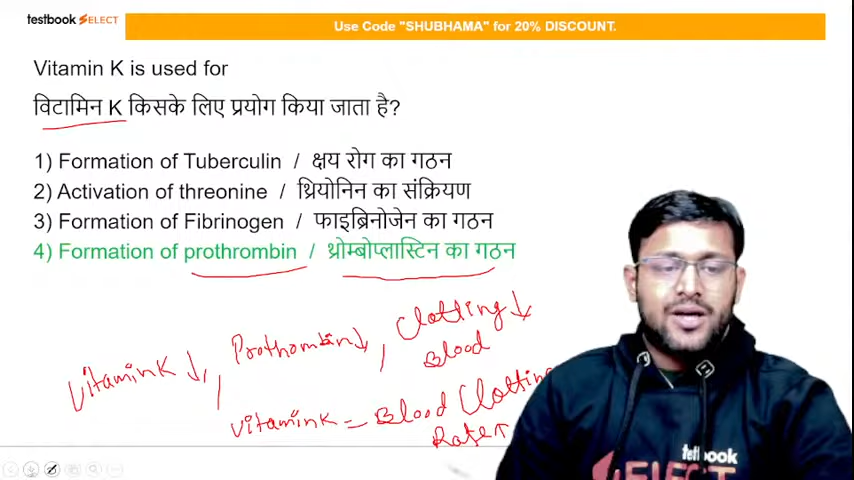 testbook SELECT
Use Code "SHUBHAMA" for 20% DISCOUNT.
Vitamin K is used for
विटामिन K किसके लिए प्रयोग किया जाता है?
1) Formation of Tuberculin / क्षय रोग का गठन
2) Activation of threonine / थ्रियोनिन का संक्रियण
3) Formation of Fibrinogen / फाइब्रिनोजेन का गठन
4) Formation of prothrombin / थ्रोम्बोप्लास्टिन का गठन
Vitamin K ↓, Prothombin ↓, Clotting ↓
Blood
Vitamin K = Blood Clotting
Rate ↑
testbook
SELECT